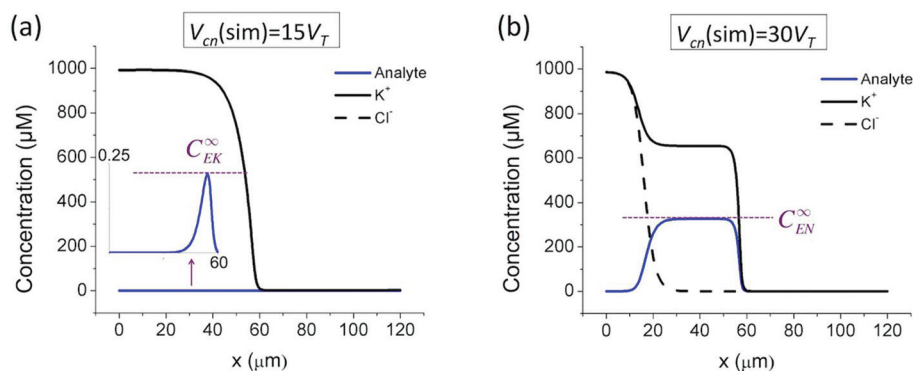 (a)
V_cn(sim)=15V_T
Concentration (µM)
1000
800
600
400
200
0
Analyte
K⁺
Cl⁻
0.25
C_EK^∞
60
0 20 40 60 80 100 120
x (µm)
(b)
V_cn(sim)=30V_T
Concentration (µM)
1000
800
600
400
200
0
Analyte
K⁺
Cl⁻
C_EN^∞
0 20 40 60 80 100 120
x (µm)